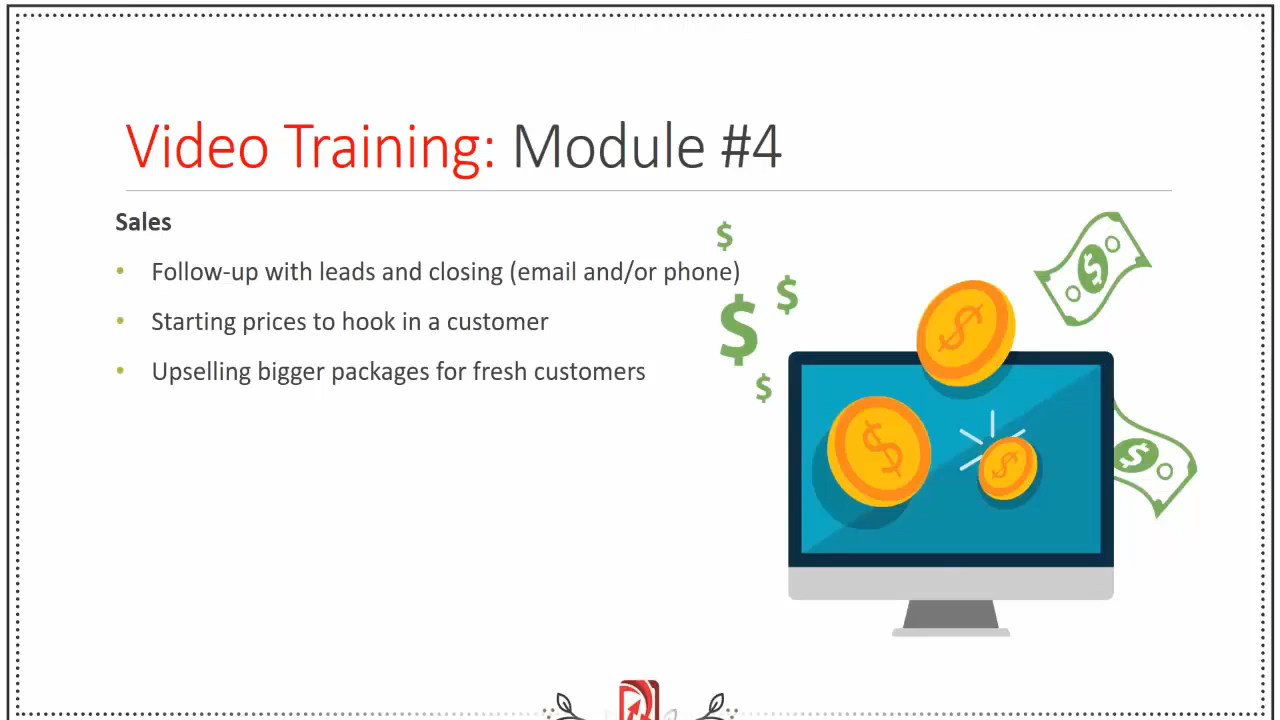 Video Training: Module #4
Sales
• Follow-up with leads and closing (email and/or phone)
• Starting prices to hook in a customer
• Upselling bigger packages for fresh customers